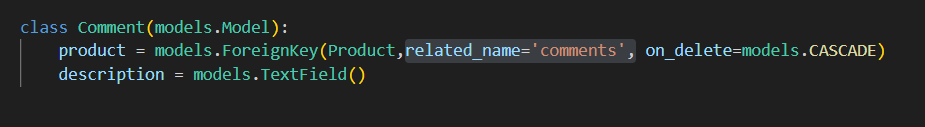 class Comment(models.Model):
    product = models.ForeignKey(Product,related_name='comments', on_delete=models.CASCADE)
    description = models.TextField()